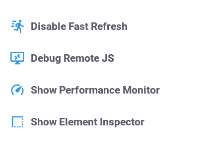 Disable Fast Refresh
Debug Remote JS
Show Performance Monitor
Show Element Inspector